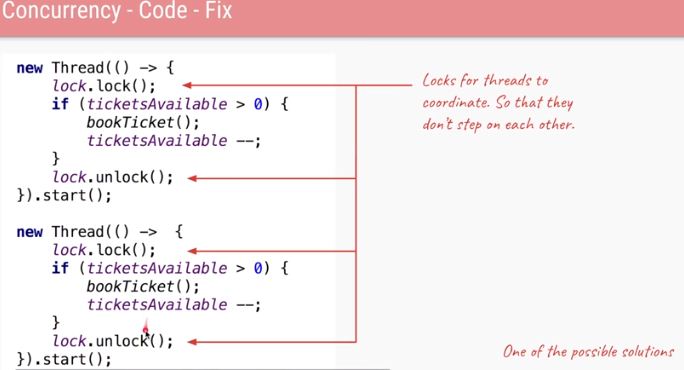 Concurrency - Code - Fix
new Thread(() -> {
lock.lock();
if (ticketsAvailable > 0) {
bookTicket();
ticketsAvailable --;
}
lock.unlock();
}).start();
Locks for threads to
coordinate. So that they
don't step on each other.
new Thread(() -> {
lock.lock();
if (ticketsAvailable > 0) {
bookTicket();
ticketsAvailable --;
}
lock.unlock();
}).start();
One of the possible solutions